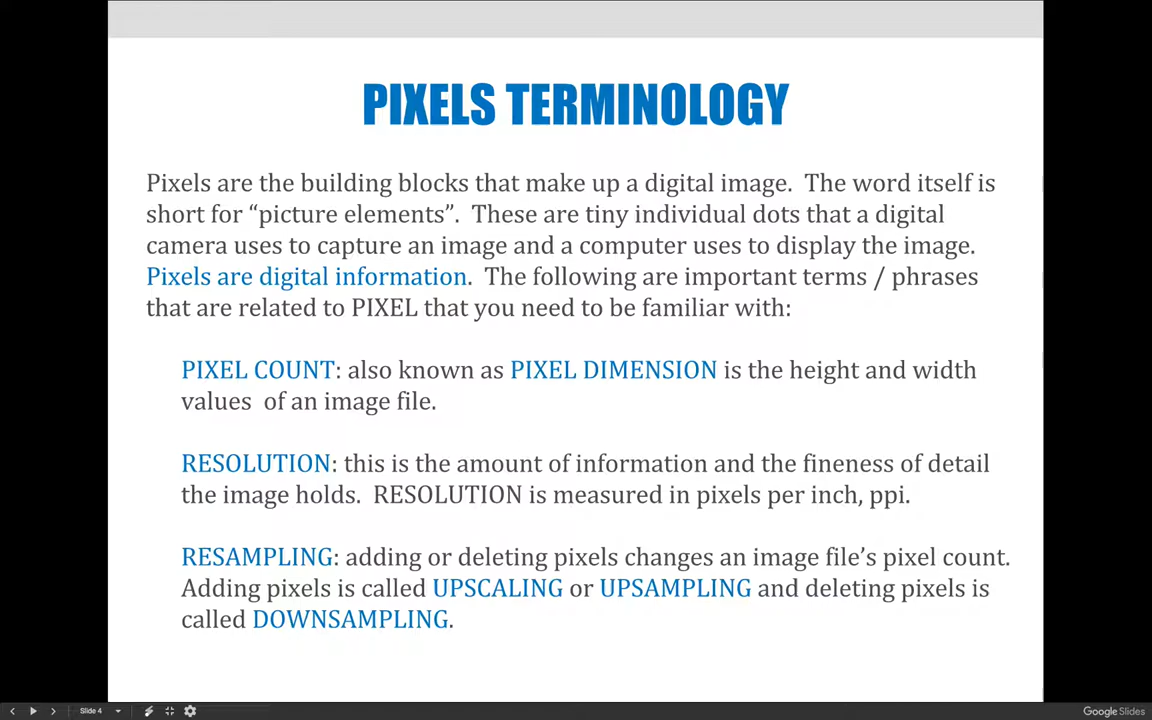 PIXELS TERMINOLOGY
Pixels are the building blocks that make up a digital image.  The word itself is
short for “picture elements”.  These are tiny individual dots that a digital
camera uses to capture an image and a computer uses to display the image.
Pixels are digital information.  The following are important terms / phrases
that are related to PIXEL that you need to be familiar with:
PIXEL COUNT: also known as PIXEL DIMENSION is the height and width
values  of an image file.
RESOLUTION: this is the amount of information and the fineness of detail
the image holds.  RESOLUTION is measured in pixels per inch, ppi.
RESAMPLING: adding or deleting pixels changes an image file’s pixel count.
Adding pixels is called UPSCALING or UPSAMPLING and deleting pixels is
called DOWNSAMPLING.
Slide 4
Google Slides